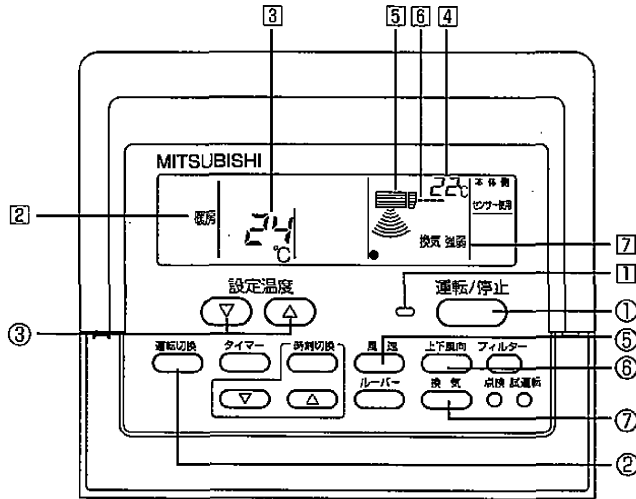 3 5 6 4
MITSUBISHI
22℃ 本体側
センサー使用
2 暖房 24℃
換気 強弱 7
1
設定温度 運転/停止
▽ △ ①
③ ⑤
運転切換 タイマー 時刻切換 風速 上下風向 フィルター
⑥
ルーバー 換気 点検 試運転
▽ △
⑦
②